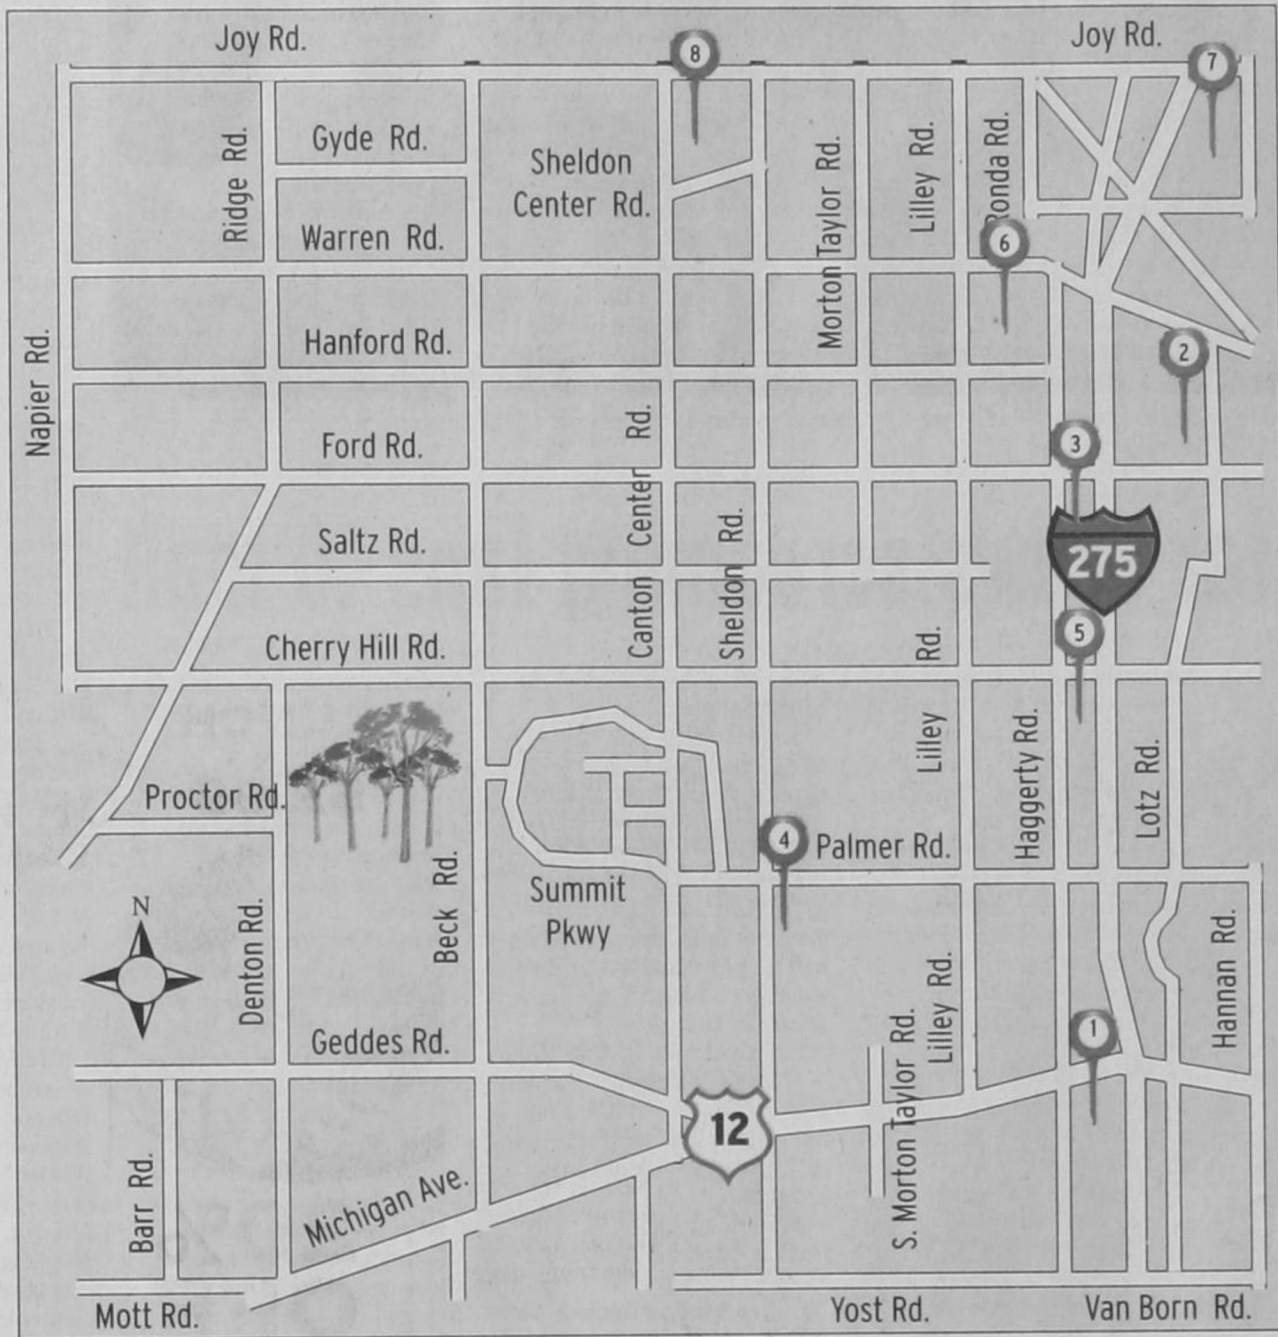 Joy Rd.
8
Joy Rd.
7
Gyde Rd.
Ridge Rd.
Sheldon
Center Rd.
Morton Taylor Rd.
Lilley Rd.
Ronda Rd.
Warren Rd.
6
Napier Rd.
Hanford Rd.
2
Ford Rd.
Canton Center Rd.
3
Saltz Rd.
Sheldon Rd.
275
Cherry Hill Rd.
5
Lilley Rd.
Haggerty Rd.
Lotz Rd.
Proctor Rd.
4
Palmer Rd.
Beck Rd.
Summit
Pkwy
N
Denton Rd.
Hannan Rd.
Lilley Rd.
Geddes Rd.
1
S. Morton Taylor Rd.
12
Barr Rd.
Michigan Ave.
Mott Rd.
Yost Rd.
Van Born Rd.